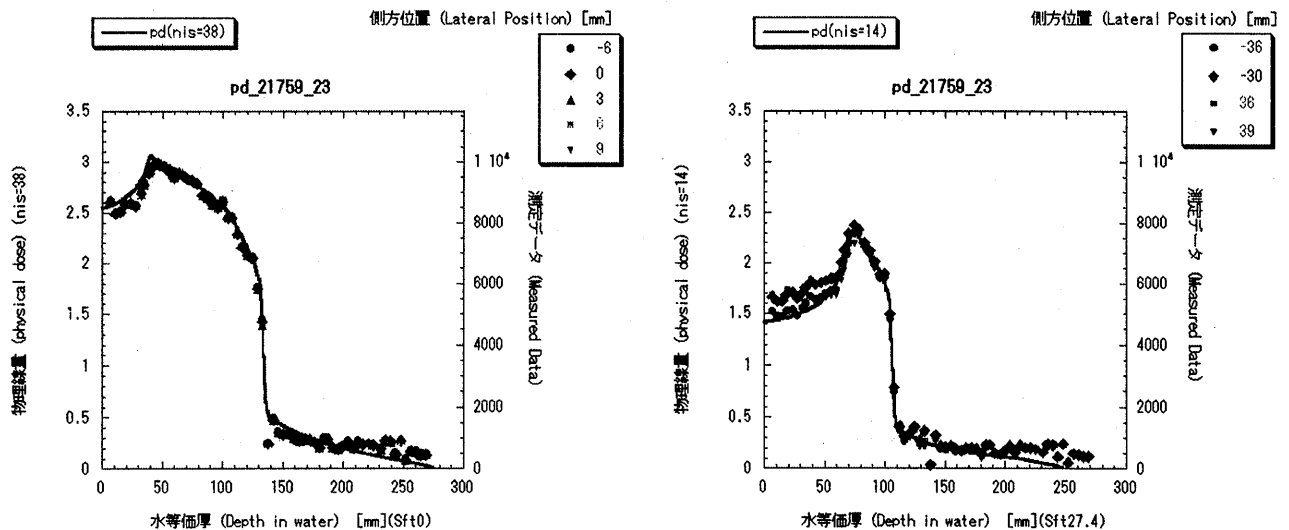 側方位置 (Lateral Position) [mm]
pd(nis=38)
-6
0
3
6
9
pd_21759_23
3.5
3
2.5
2
1.5
1
0.5
0
1 10⁴
8000
6000
4000
2000
0
0 50 100 150 200 250 300
物理線量 (physical dose) (nis=38)
測定データ (Measured Data)
水等価厚 (Depth in water) [mm](Sft0)
側方位置 (Lateral Position) [mm]
pd(nis=14)
-36
-30
36
39
pd_21759_23
3.5
3
2.5
2
1.5
1
0.5
0
1 10⁴
8000
6000
4000
2000
0
0 50 100 150 200 250 300
物理線量 (physical dose) (nis=14)
測定データ (Measured Data)
水等価厚 (Depth in water) [mm](Sft27.4)